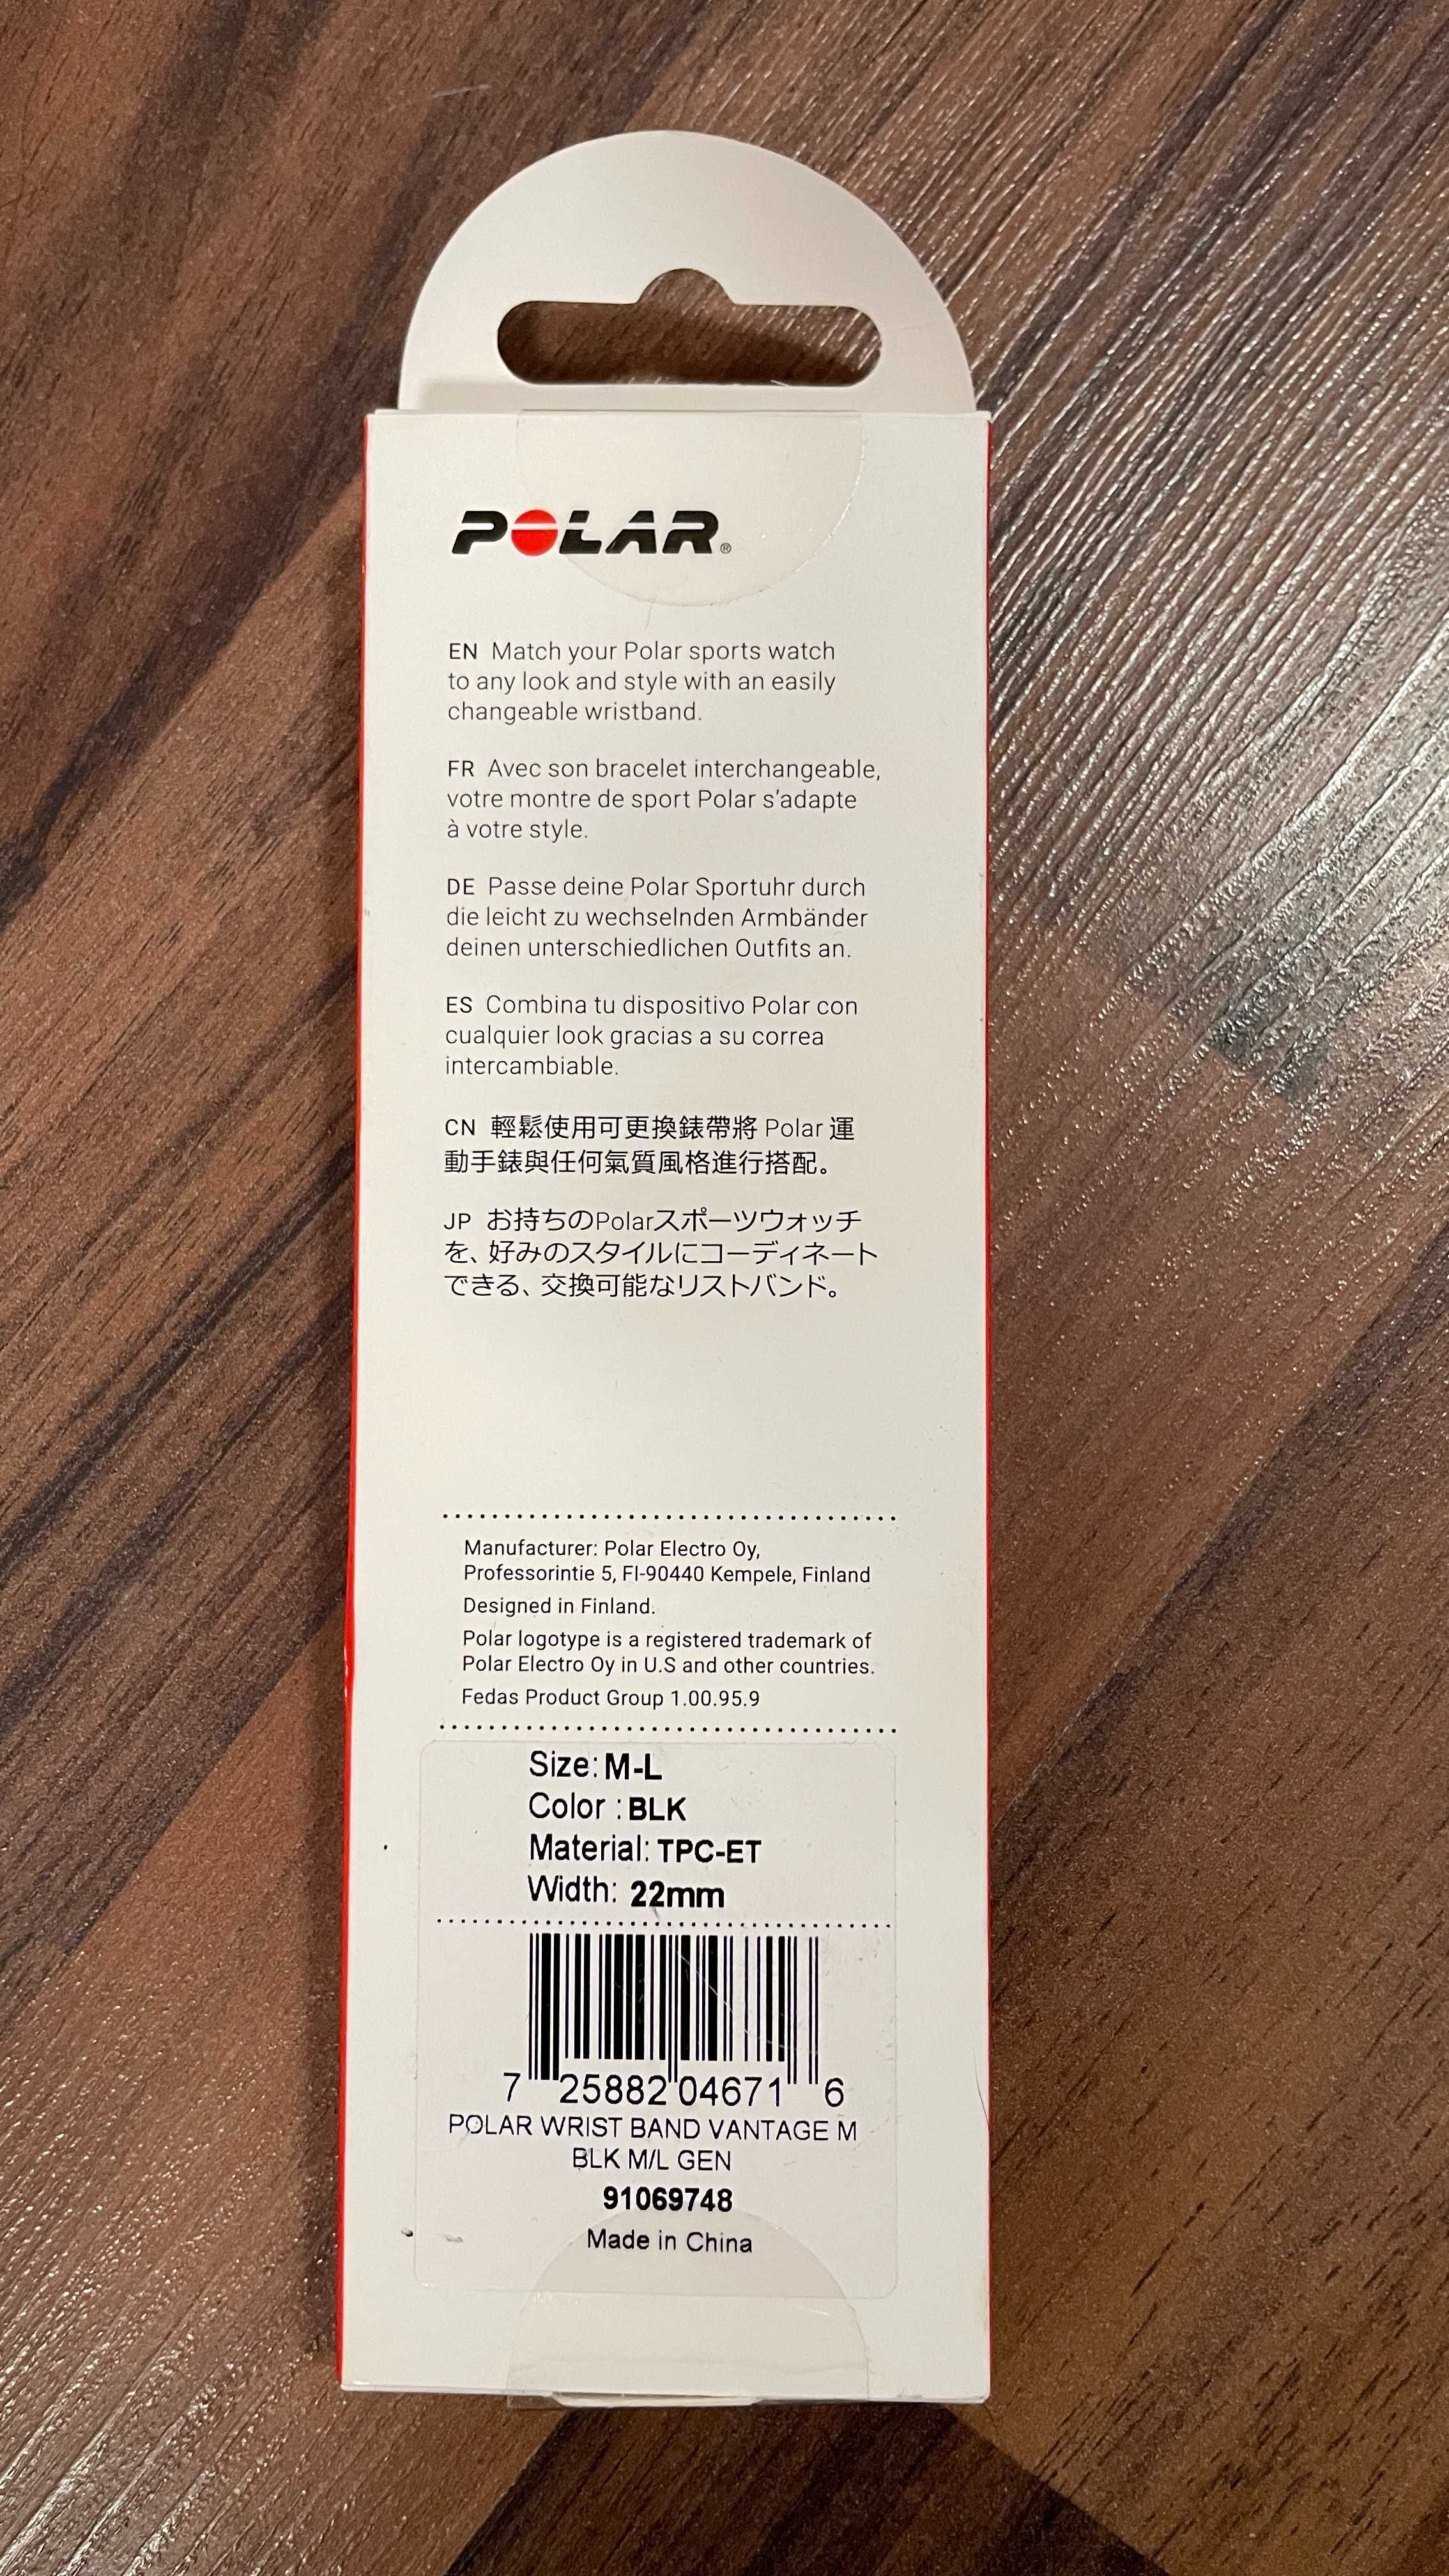 POLAR®
EN Match your Polar sports watch
to any look and style with an easily
changeable wristband.
FR Avec son bracelet interchangeable,
votre montre de sport Polar s’adapte
à votre style.
DE Passe deine Polar Sportuhr durch
die leicht zu wechselnden Armbänder
deinen unterschiedlichen Outfits an.
ES Combina tu dispositivo Polar con
cualquier look gracias a su correa
intercambiable.
CN 輕鬆使用可更換錶帶將 Polar 運
動手錶與任何氣質風格進行搭配。
JP お持ちのPolarスポーツウォッチ
を、好みのスタイルにコーディネート
できる、交換可能なリストバンド。
Manufacturer: Polar Electro Oy,
Professorintie 5, FI-90440 Kempele, Finland
Designed in Finland.
Polar logotype is a registered trademark of
Polar Electro Oy in U.S and other countries.
Fedas Product Group 1.00.95.9
Size: M-L
Color : BLK
Material: TPC-ET
Width: 22mm
7 25882 04671 6
POLAR WRIST BAND VANTAGE M
BLK M/L GEN
91069748
Made in China